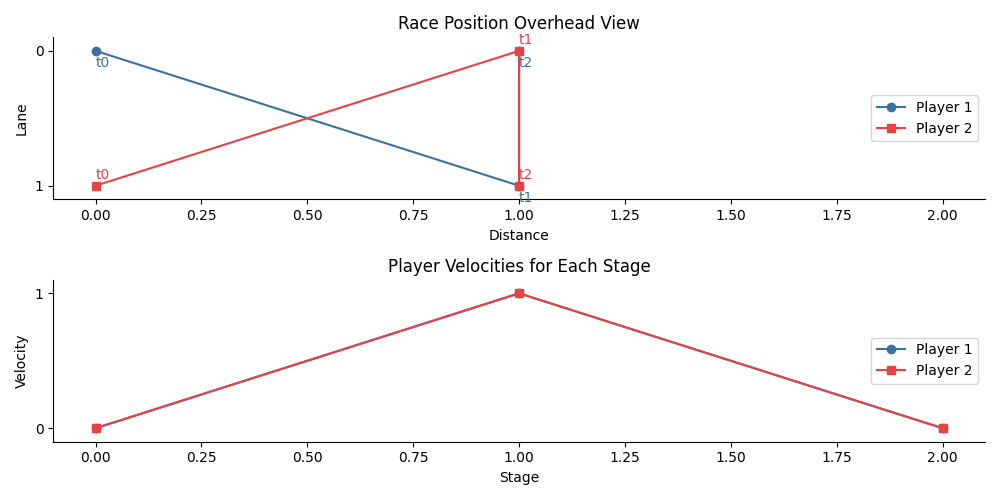 Race Position Overhead View
t1
0
t0
t2
Lane
Player 1
Player 2
t0
t2
1
t1
0.00 0.25 0.50 0.75 1.00 1.25 1.50 1.75 2.00
Distance
Player Velocities for Each Stage
1
Velocity
Player 1
Player 2
0
0.00 0.25 0.50 0.75 1.00 1.25 1.50 1.75 2.00
Stage